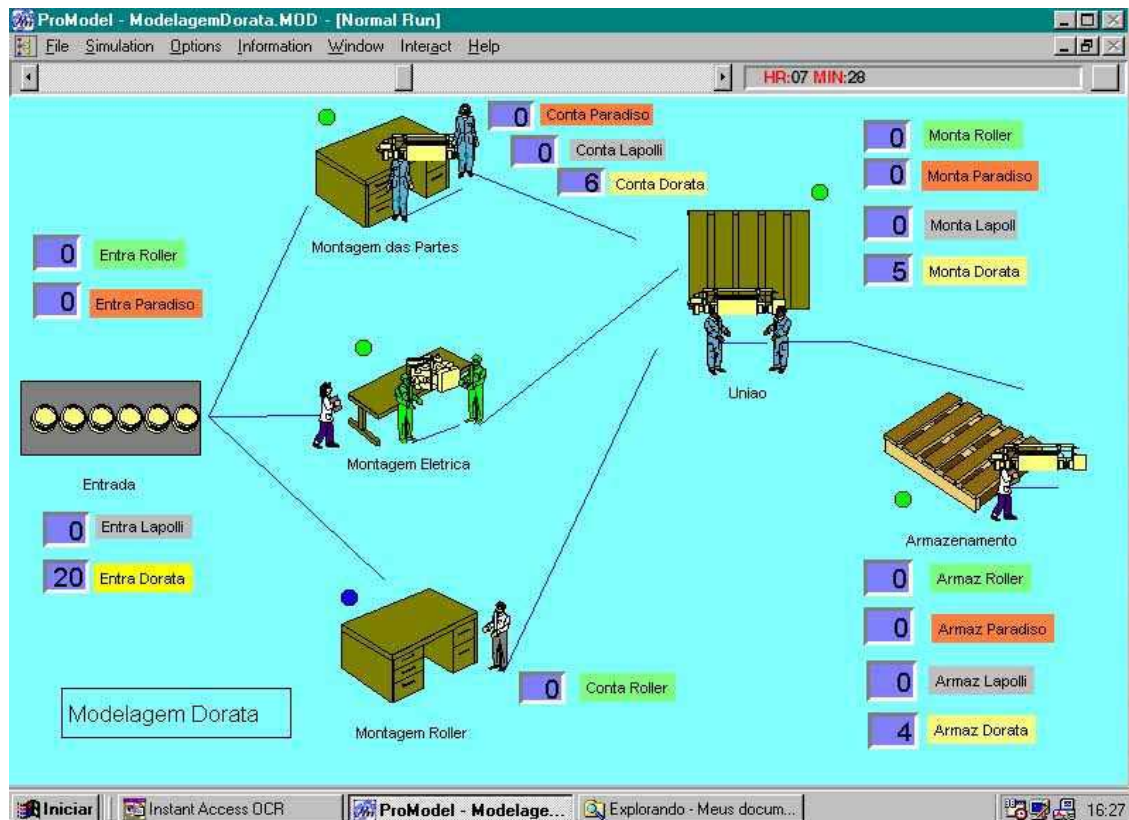 ProModel - ModelagemDorata.MOD - [Normal Run]
File Simulation Options Information Window Interact Help
HR:07 MIN:28
0 Conta Paradiso
0 Conta Lapolli
6 Conta Dorata
0 Monta Roller
0 Monta Paradiso
0 Monta Lapoll
5 Monta Dorata
Montagem das Partes
0 Entra Roller
0 Entra Paradiso
Uniao
Montagem Eletrica
Entrada
0 Entra Lapolli
20 Entra Dorata
Armazenamento
0 Armaz Roller
0 Armaz Paradiso
0 Armaz Lapolli
4 Armaz Dorata
0 Conta Roller
Modelagem Dorata
Montagem Roller
Iniciar Instant Access OCR ProModel - Modelage... Explorando - Meus docum... 16:27